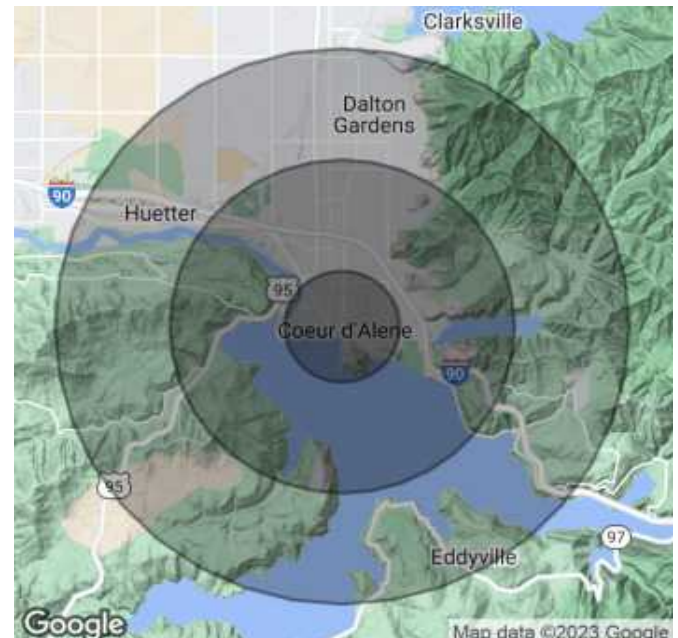 Clarksville
Dalton
Gardens
90
Huetter
95
Coeur d'Alene
90
95
97
Eddyville
Google
Map data ©2023 Google